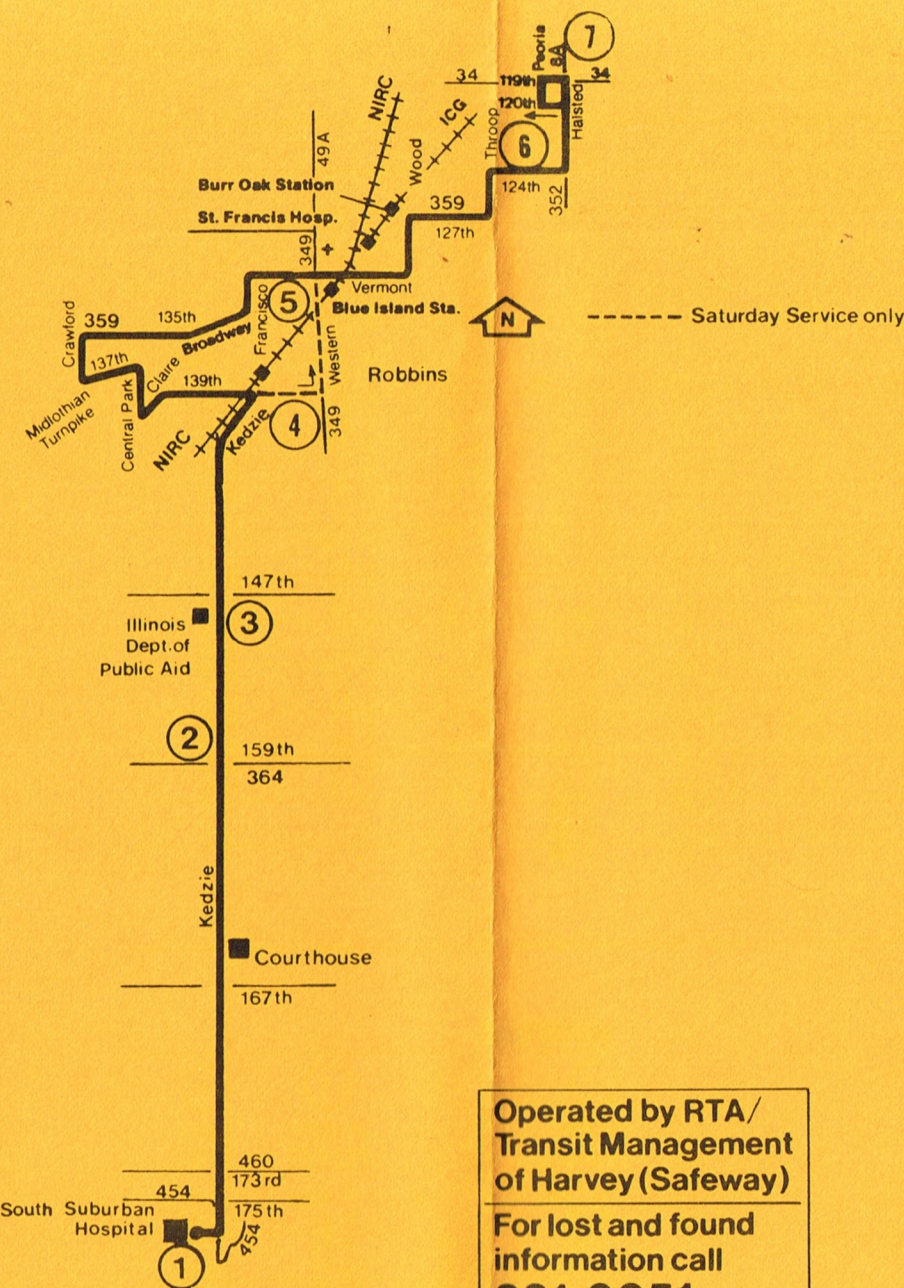 7
Peoria
8A
34
119th
34
120th
Halsted
Throop
6
124th
352
NIRC
ICG
Wood
49A
Burr Oak Station
St. Francis Hosp.
349
+
359
127th
Vermont
5
Blue Island Sta.
N
Saturday Service only
Crawford
359
135th
Broadway
Francisco
Western
137th
Claire
139th
Robbins
Midlothian
Turnpike
Central Park
NIRC
Kedzie
4
349
147th
Illinois
Dept.of
Public Aid
3
2
159th
364
Kedzie
Courthouse
167th
460
173rd
454
175th
South Suburban
Hospital
454
1
Operated by RTA/
Transit Management
of Harvey (Safeway)
For lost and found
information call